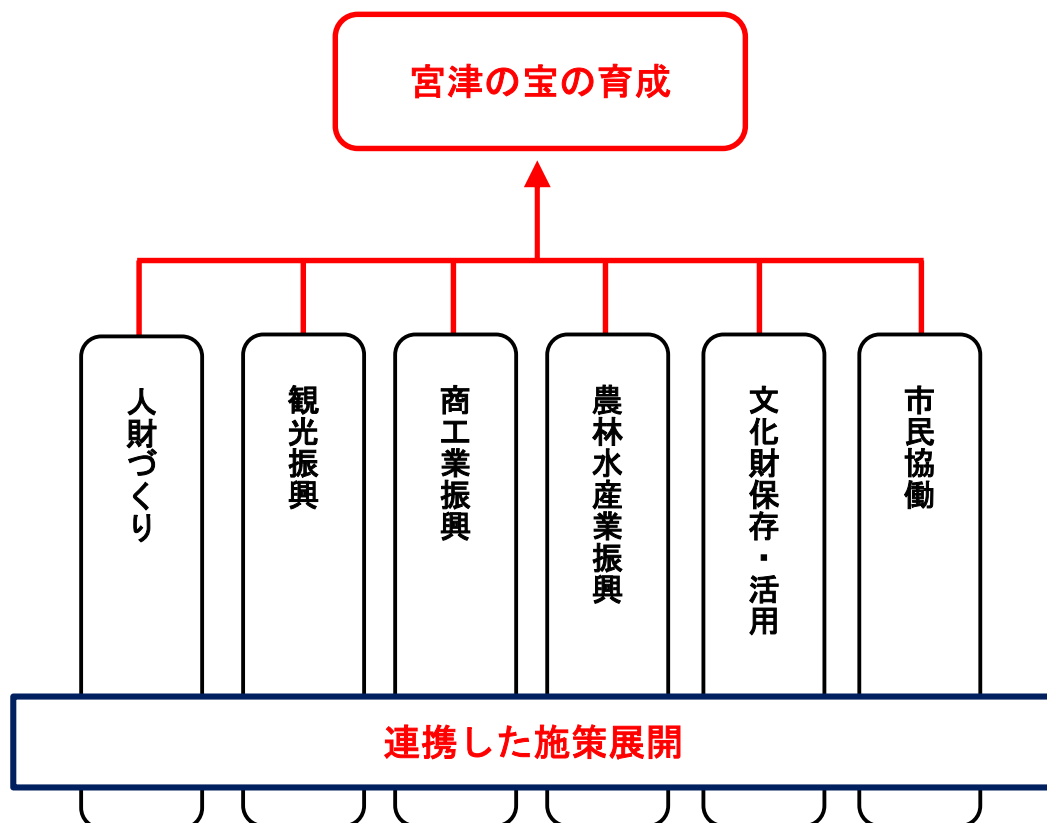 宮津の宝の育成
人財づくり
観光振興
商工業振興
農林水産業振興
文化財保存・活用
市民協働
連携した施策展開